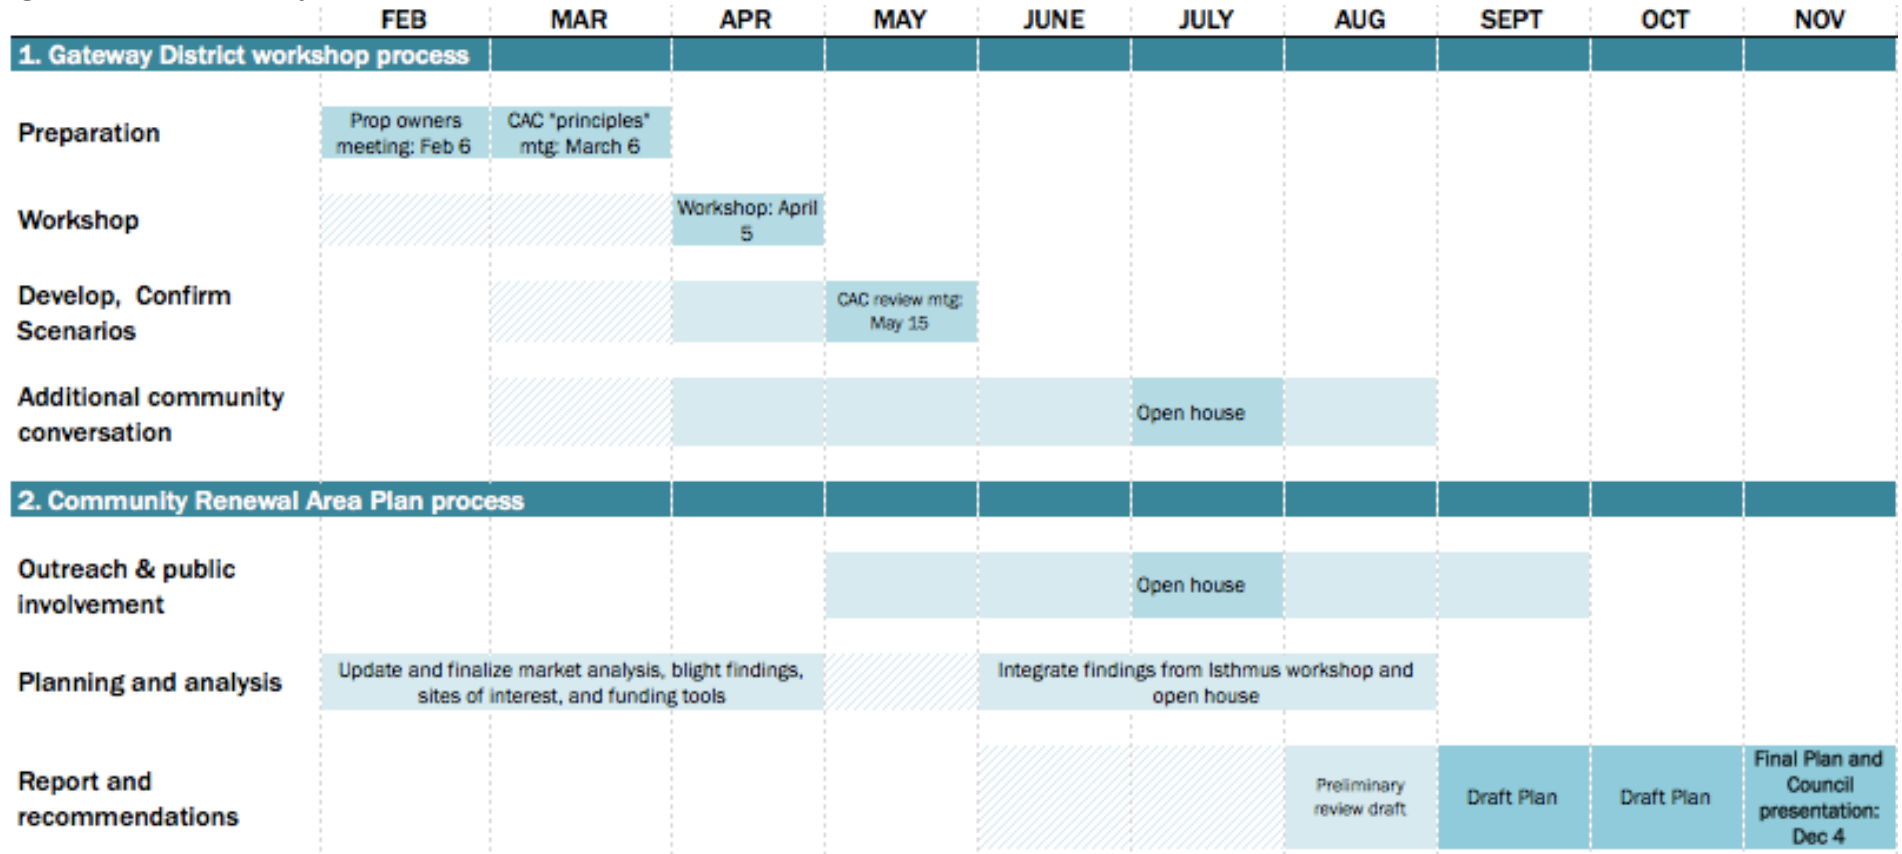 FEB MAR APR MAY JUNE JULY AUG SEPT OCT NOV
1. Gateway District workshop process
Preparation
Prop owners
meeting: Feb 6
CAC "principles"
mtg: March 6
Workshop
Workshop: April
5
Develop, Confirm
Scenarios
CAC review mtg:
May 15
Additional community
conversation
Open house
2. Community Renewal Area Plan process
Outreach & public
involvement
Open house
Planning and analysis
Update and finalize market analysis, blight findings,
sites of interest, and funding tools
Integrate findings from Isthmus workshop and
open house
Report and
recommendations
Preliminary
review draft
Draft Plan
Draft Plan
Final Plan and
Council
presentation:
Dec 4